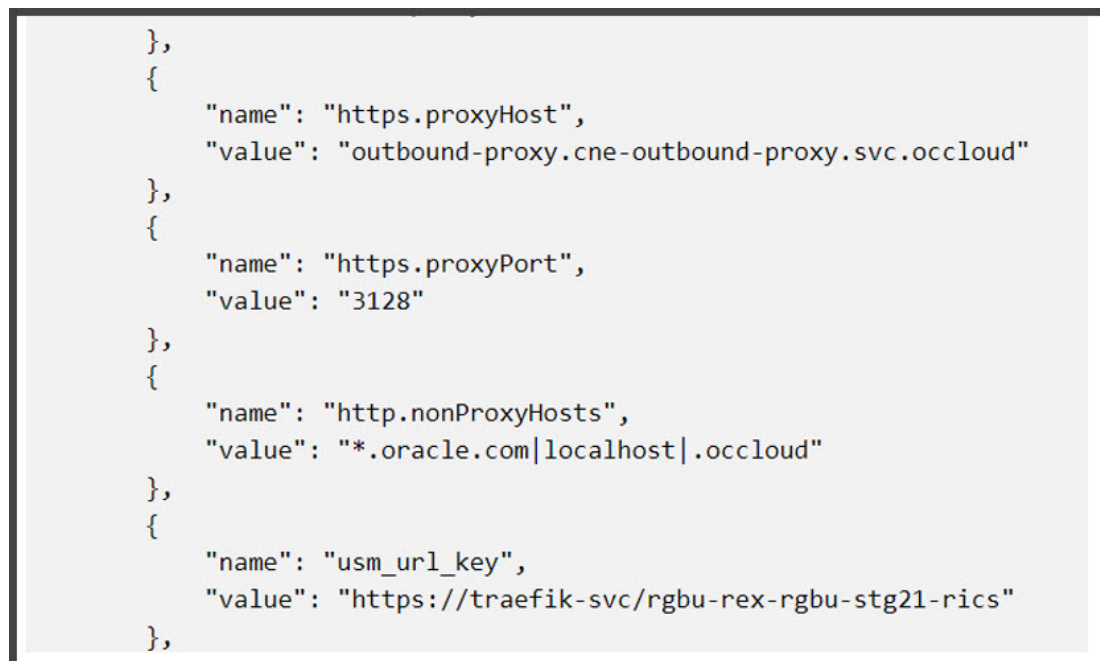 },
{
"name": "https.proxyHost",
"value": "outbound-proxy.cne-outbound-proxy.svc.occloud"
},
{
"name": "https.proxyPort",
"value": "3128"
},
{
"name": "http.nonProxyHosts",
"value": "*.oracle.com|localhost|.occloud"
},
{
"name": "usm_url_key",
"value": "https://traefik-svc/rgbu-rex-rgbu-stg21-rics"
},